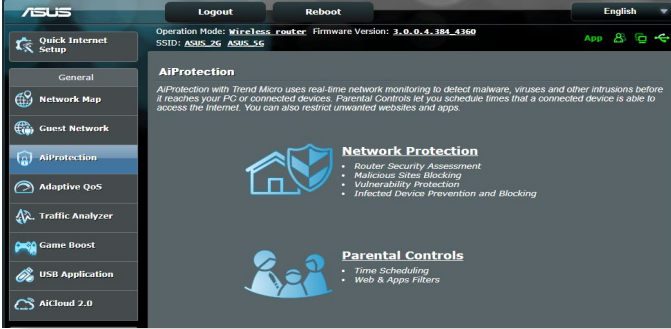 ASUS
Logout
Reboot
English
Operation Mode: Wireless router Firmware Version: 3.0.0.4.384_4360
SSID: ASUS_2G ASUS_5G
App
Quick Internet
Setup
General
Network Map
Guest Network
AiProtection
Adaptive QoS
Traffic Analyzer
Game Boost
USB Application
AiCloud 2.0
AiProtection
AiProtection with Trend Micro uses real-time network monitoring to detect malware, viruses and other intrusions before
it reaches your PC or connected devices. Parental Controls let you schedule times that a connected device is able to
access the Internet. You can also restrict unwanted websites and apps.
Network Protection
• Router Security Assessment
• Malicious Sites Blocking
• Vulnerability Protection
• Infected Device Prevention and Blocking
Parental Controls
• Time Scheduling
• Web & Apps Filters